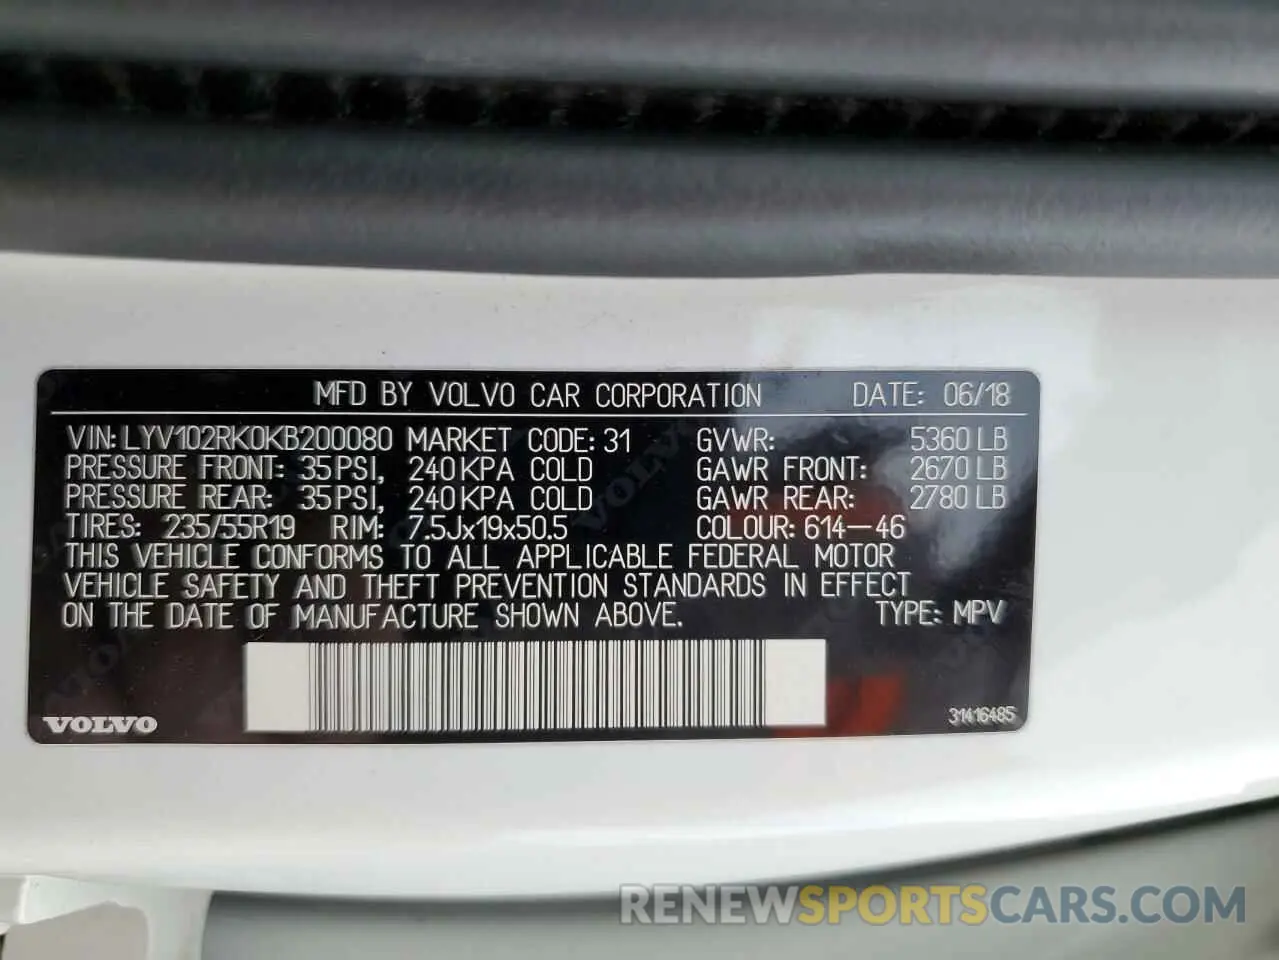 MFD BY VOLVO CAR CORPORATION DATE: 06/18
VIN: LYV102RK0KB200080 MARKET CODE: 31 GVWR: 5360 LB
PRESSURE FRONT: 35 PSI, 240 KPA COLD GAWR FRONT: 2670 LB
PRESSURE REAR: 35 PSI, 240 KPA COLD GAWR REAR: 2780 LB
TIRES: 235/55R19 RIM: 7.5Jx19x50.5 COLOUR: 614-46
THIS VEHICLE CONFORMS TO ALL APPLICABLE FEDERAL MOTOR
VEHICLE SAFETY AND THEFT PREVENTION STANDARDS IN EFFECT
ON THE DATE OF MANUFACTURE SHOWN ABOVE. TYPE: MPV
VOLVO 31416485
RENEWSPORTSCARS.COM